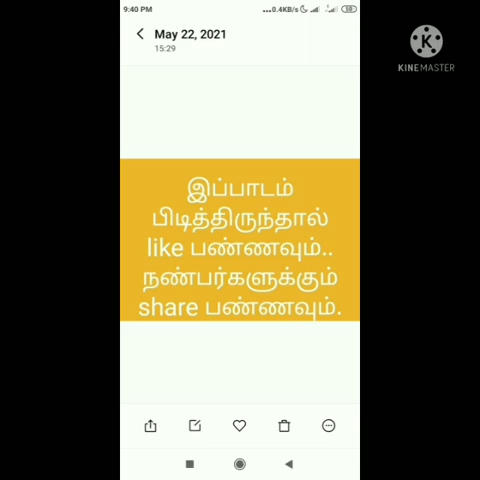 9:40 PM ...0.4KB/s 59
May 22, 2021
15:29
KINEMASTER
இப்பாடம்
பிடித்திருந்தால்
like பண்ணவும்..
நண்பர்களுக்கும்
share பண்ணவும்.